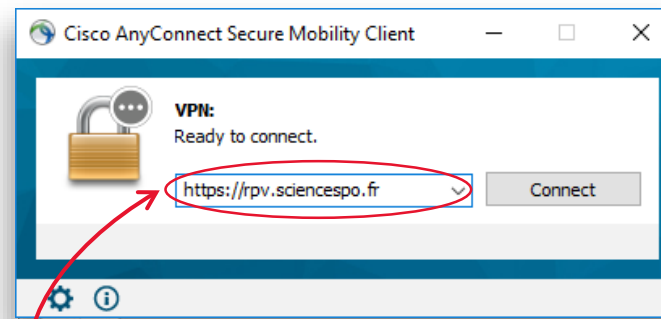 Cisco AnyConnect Secure Mobility Client
VPN:
Ready to connect.
https://rpv.sciencespo.fr
Connect